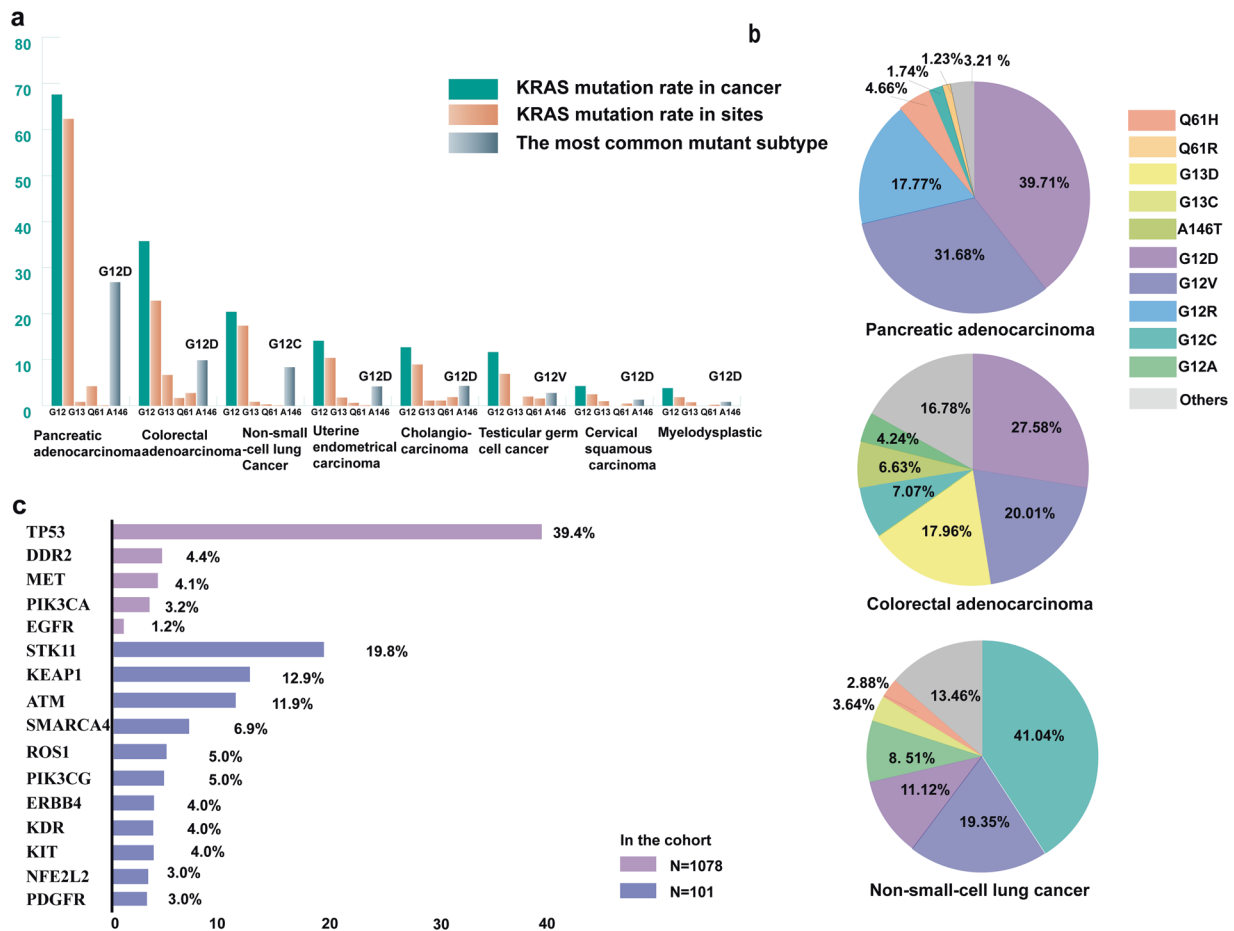 a
80
70
60
50
40
30
20
10
0
KRAS mutation rate in cancer
KRAS mutation rate in sites
The most common mutant subtype
G12D
G12D
G12C
G12D
G12D
G12V
G12D
G12D
G12 G13 Q61 A146
G12 G13 Q61 A146
G12 G13 Q61 A146
G12 G13 Q61 A146
G12 G13 Q61 A146
G12 G13 Q61 A146
G12 G13 Q61 A146
G12 G13 Q61 A146
Pancreatic
adenocarcinoma
Colorectal
adenoarcinoma
Non-small
-cell lung
Cancer
Uterine
endometrical
carcinoma
Cholangio-
carcinoma
Testicular germ
cell cancer
Cervical
squamous
carcinoma
Myelodysplastic
b
1.23%
3.21 %
1.74%
4.66%
39.71%
17.77%
31.68%
Pancreatic adenocarcinoma
16.78%
27.58%
4.24%
6.63%
7.07%
20.01%
17.96%
Colorectal adenocarcinoma
2.88%
3.64%
13.46%
41.04%
8. 51%
11.12%
19.35%
Non-small-cell lung cancer
Q61H
Q61R
G13D
G13C
A146T
G12D
G12V
G12R
G12C
G12A
Others
c
TP53 39.4%
DDR2 4.4%
MET 4.1%
PIK3CA 3.2%
EGFR 1.2%
STK11 19.8%
KEAP1 12.9%
ATM 11.9%
SMARCA4 6.9%
ROS1 5.0%
PIK3CG 5.0%
ERBB4 4.0%
KDR 4.0%
KIT 4.0%
NFE2L2 3.0%
PDGFR 3.0%
0 10 20 30 40
In the cohort
N=1078
N=101